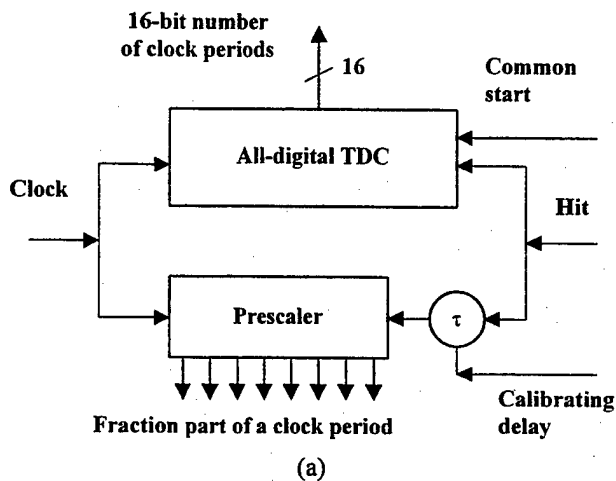 16-bit number
of clock periods
16
Common
start
All-digital TDC
Clock
Hit
Prescaler
τ
Fraction part of a clock period
Calibrating
delay
(a)